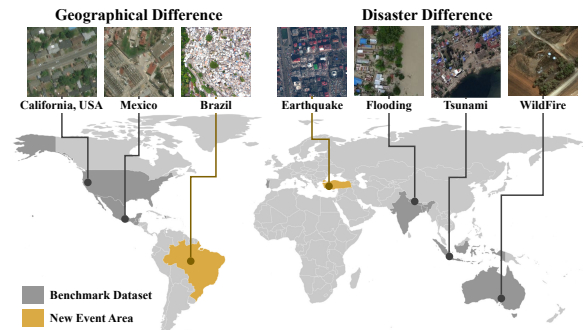 Geographical Difference
Disaster Difference
California, USA
Mexico
Brazil
Earthquake
Flooding
Tsunami
WildFire
Benchmark Dataset
New Event Area